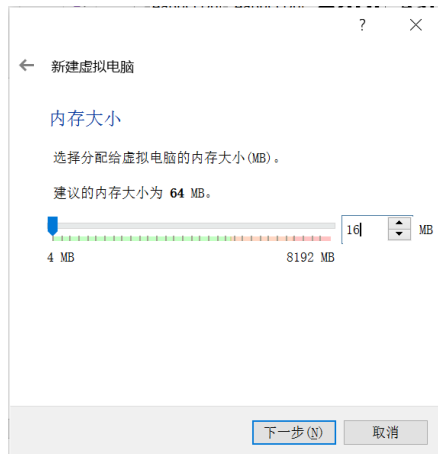 新建虚拟电脑
内存大小
选择分配给虚拟电脑的内存大小(MB)。
建议的内存大小为 64 MB。
16 MB
4 MB 8192 MB
下一步(N) 取消